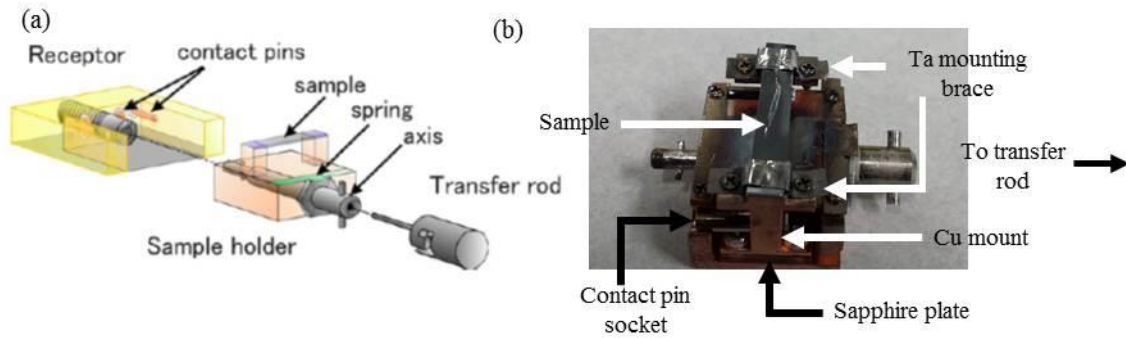 (a)
Receptor
contact pins
sample
spring
axis
Transfer rod
Sample holder
(b)
Sample
Ta mounting
brace
To transfer
rod
Cu mount
Contact pin
socket
Sapphire plate